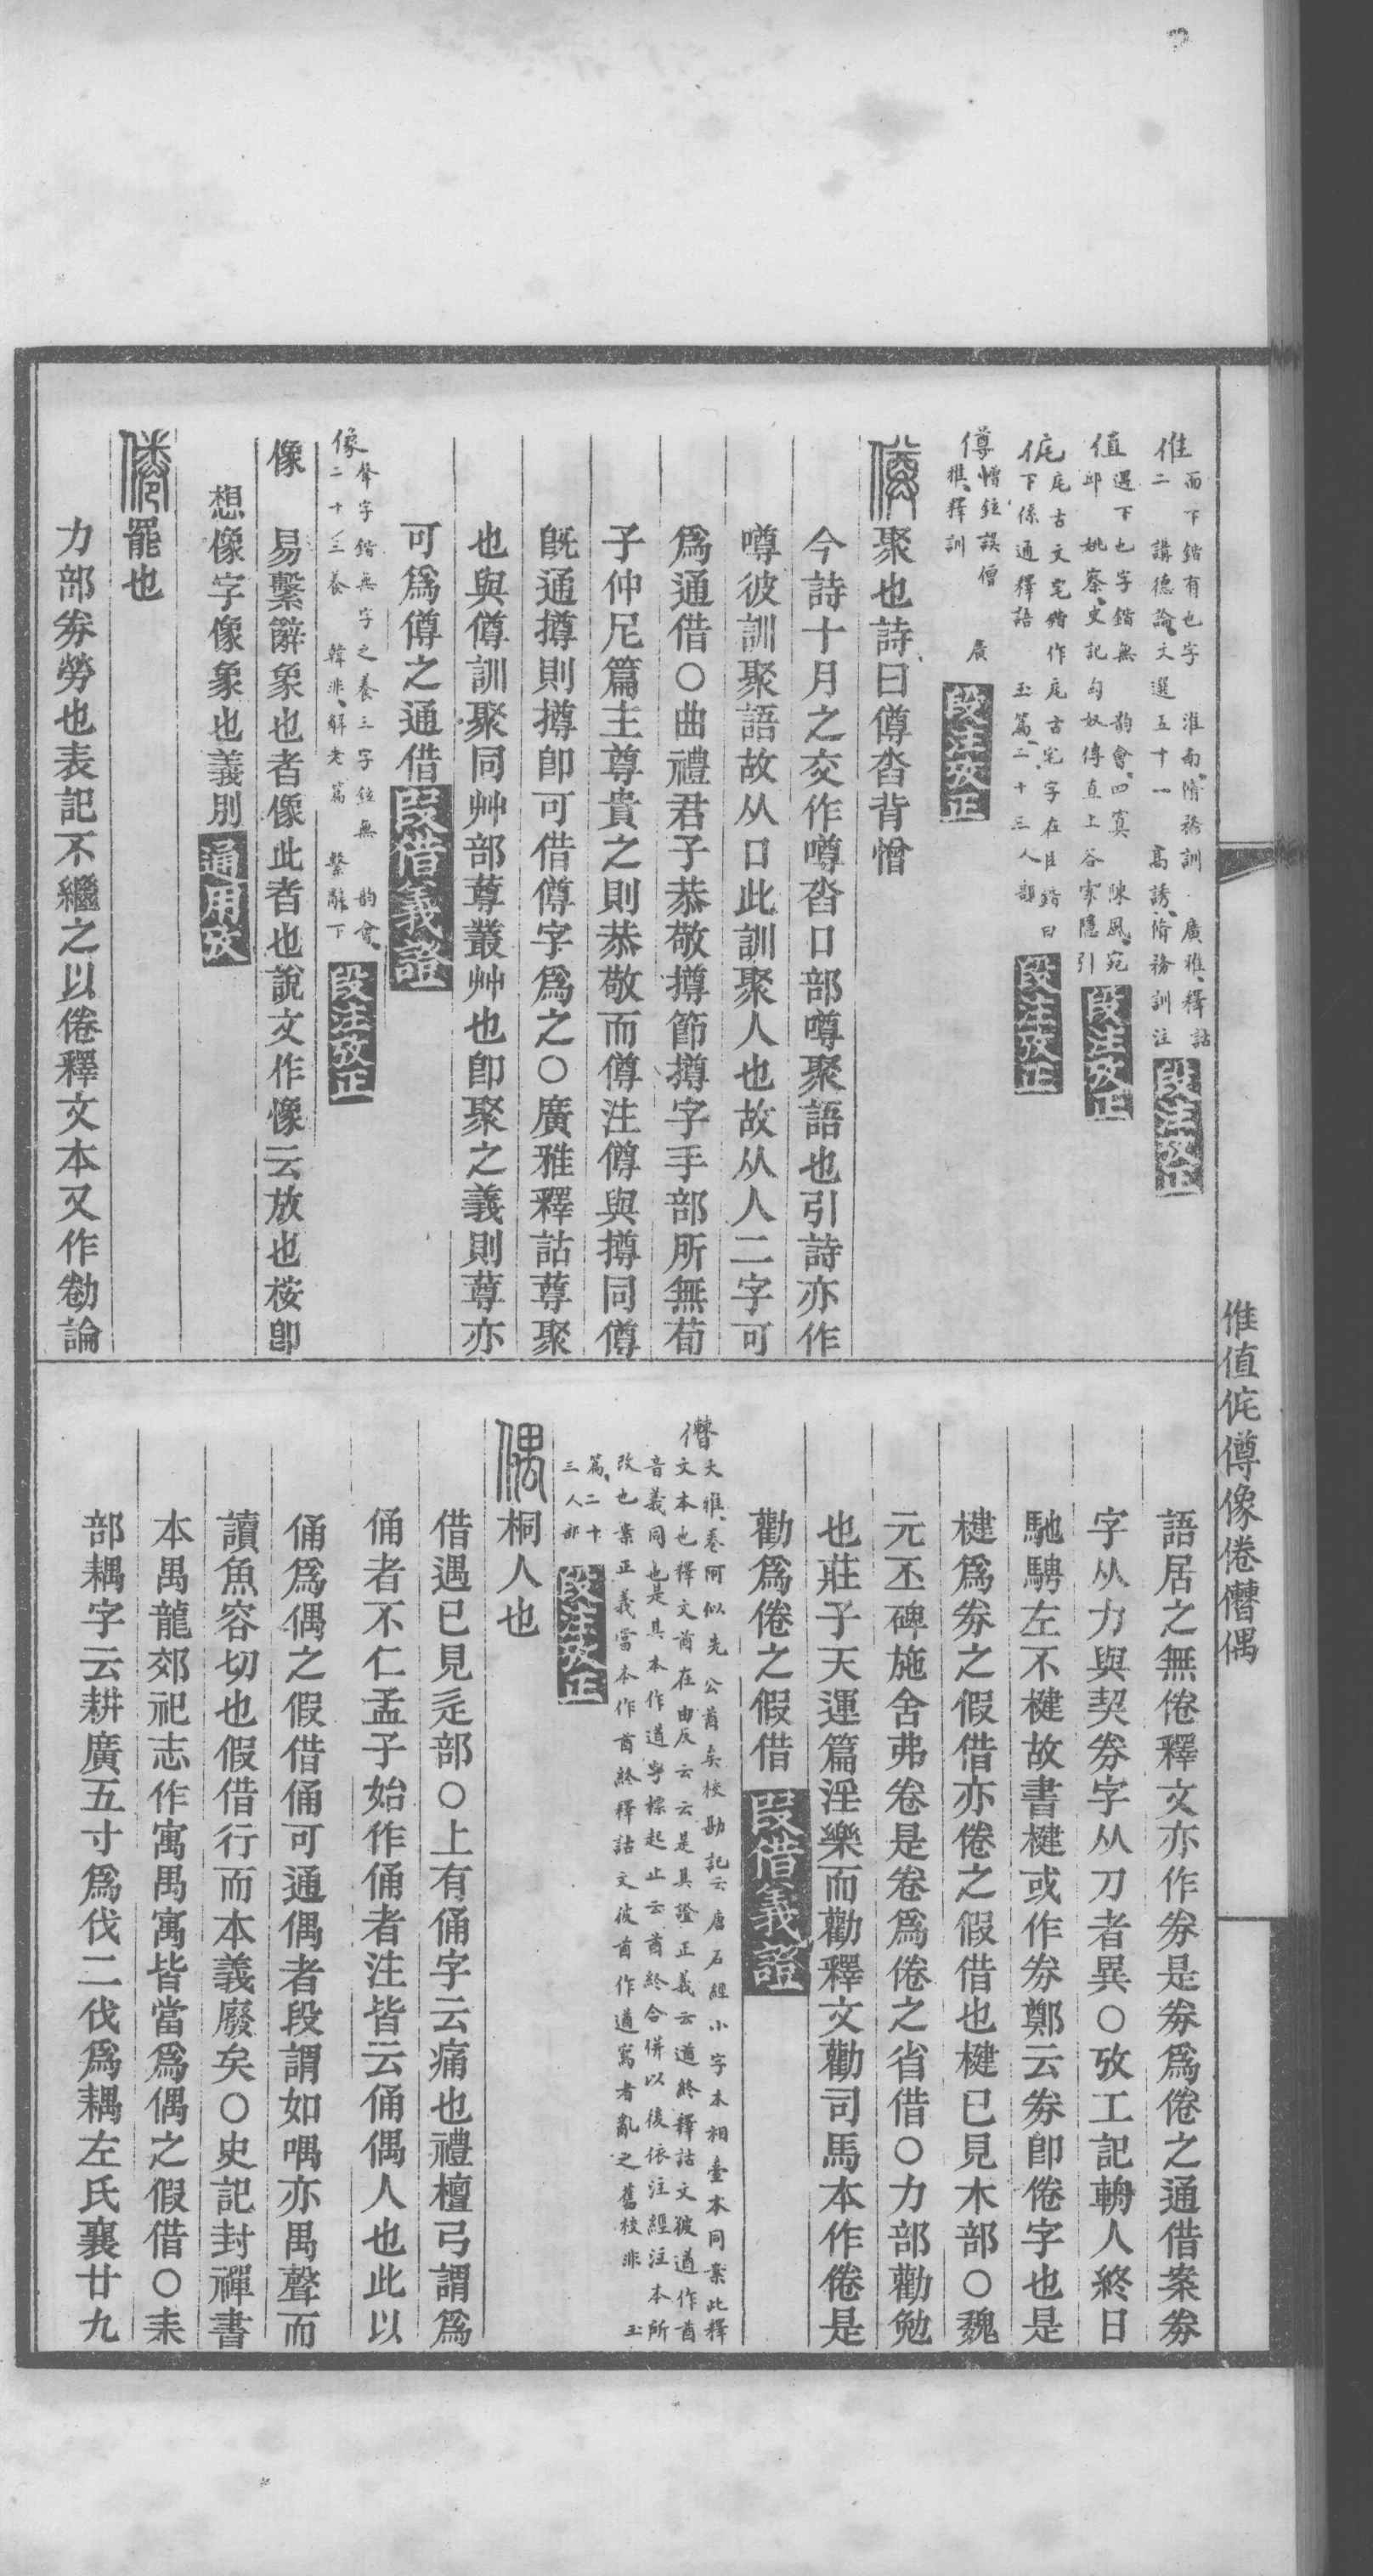 倠值侂僔像倦傮偶
倠面下鍇有也字 淮南脩務訓 廣雅釋詁
二 講德論文選五十一 高誘脩務訓注 段注攷正
值遇下也字鍇無 韵會四寘 陳風宛
邱 姚察史記匈奴傳直上谷索隱引 段注攷正
侂庑古文宅鍇作庑古宅字在臣鍇曰
下係通釋語 玉篇二十三人部 段注攷正
僔憎鉉誤僧 廣
雅釋訓 段注攷正
僔聚也詩曰僔沓背憎
今詩十月之交作噂沓口部噂聚語也引詩亦作
噂彼訓聚語故从口此訓聚人也故从人二字可
爲通借○曲禮君子恭敬撙節撙字手部所無荀
子仲尼篇主尊貴之則恭敬而僔注僔與撙同僔
旣通撙則撙卽可借僔字爲之○廣雅釋詁蓴聚
也與僔訓聚同艸部蓴叢艸也卽聚之義則蓴亦
可爲僔之通借叚借義證
像聲字鍇無字之養三字鉉無 韵會
二十三養 韓非解老篇 繫辭下 段注攷正
像 易繫辭象也者像此者也說文作像云放也桉卽
想像字像象也義別通用攷
倦罷也
力部劵勞也表記不繼之以倦釋文本又作勌論
語居之無倦釋文亦作劵是劵爲倦之通借案劵
字从力與契券字从刀者異○攷工記輈人終日
馳騁左不楗故書楗或作劵鄭云劵卽倦字也是
楗爲劵之假借亦倦之假借也楗已見木部○魏
元丕碑施舍弗卷是卷爲倦之省借○力部勸勉
也莊子天運篇淫樂而勸釋文勸司馬本作倦是
勸爲倦之假借 叚借義證
傮大雅卷阿似先公酋矣校勘記云唐石經小字本相臺本同案此釋
文本也釋文酋在由反云云是其證正義云遒終釋詁文彼遒作酋
音義同也是其本作遒字標起止云酋終合併以後依注經注本所
改也案正義當本作酋終釋詁文彼酋作遒寫者亂之舊校非 玉
篇二十
三人部 段注攷正
偶桐人也
借遇已見辵部○上有俑字云痛也禮檀弓謂爲
俑者不仁孟子始作俑者注皆云俑偶人也此以
俑爲偶之假借俑可通偶者段謂如喁亦禺聲而
讀魚容切也假借行而本義廢矣○史記封禪書
本禺龍郊祀志作寓禺寓皆當爲偶之假借○耒
部耦字云耕廣五寸爲伐二伐爲耦左氏襄廿九